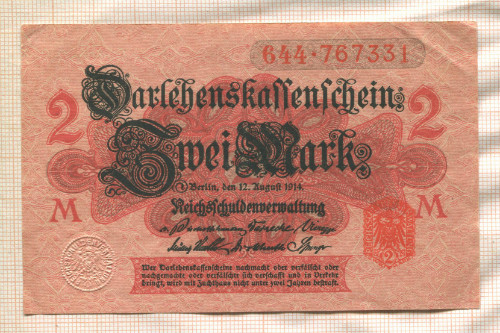 644·767331
Darlehenskassenschein
2 Zwei Mark 2
Berlin, den 12. August 1914.
M Reichsschuldenverwaltung M
2
Wer Darlehenskassenscheine nachmacht oder verfälscht oder
nachgemachte oder verfälschte sich verschafft und in Verkehr
bringt, wird mit Zuchthaus nicht unter zwei Jahren bestraft.